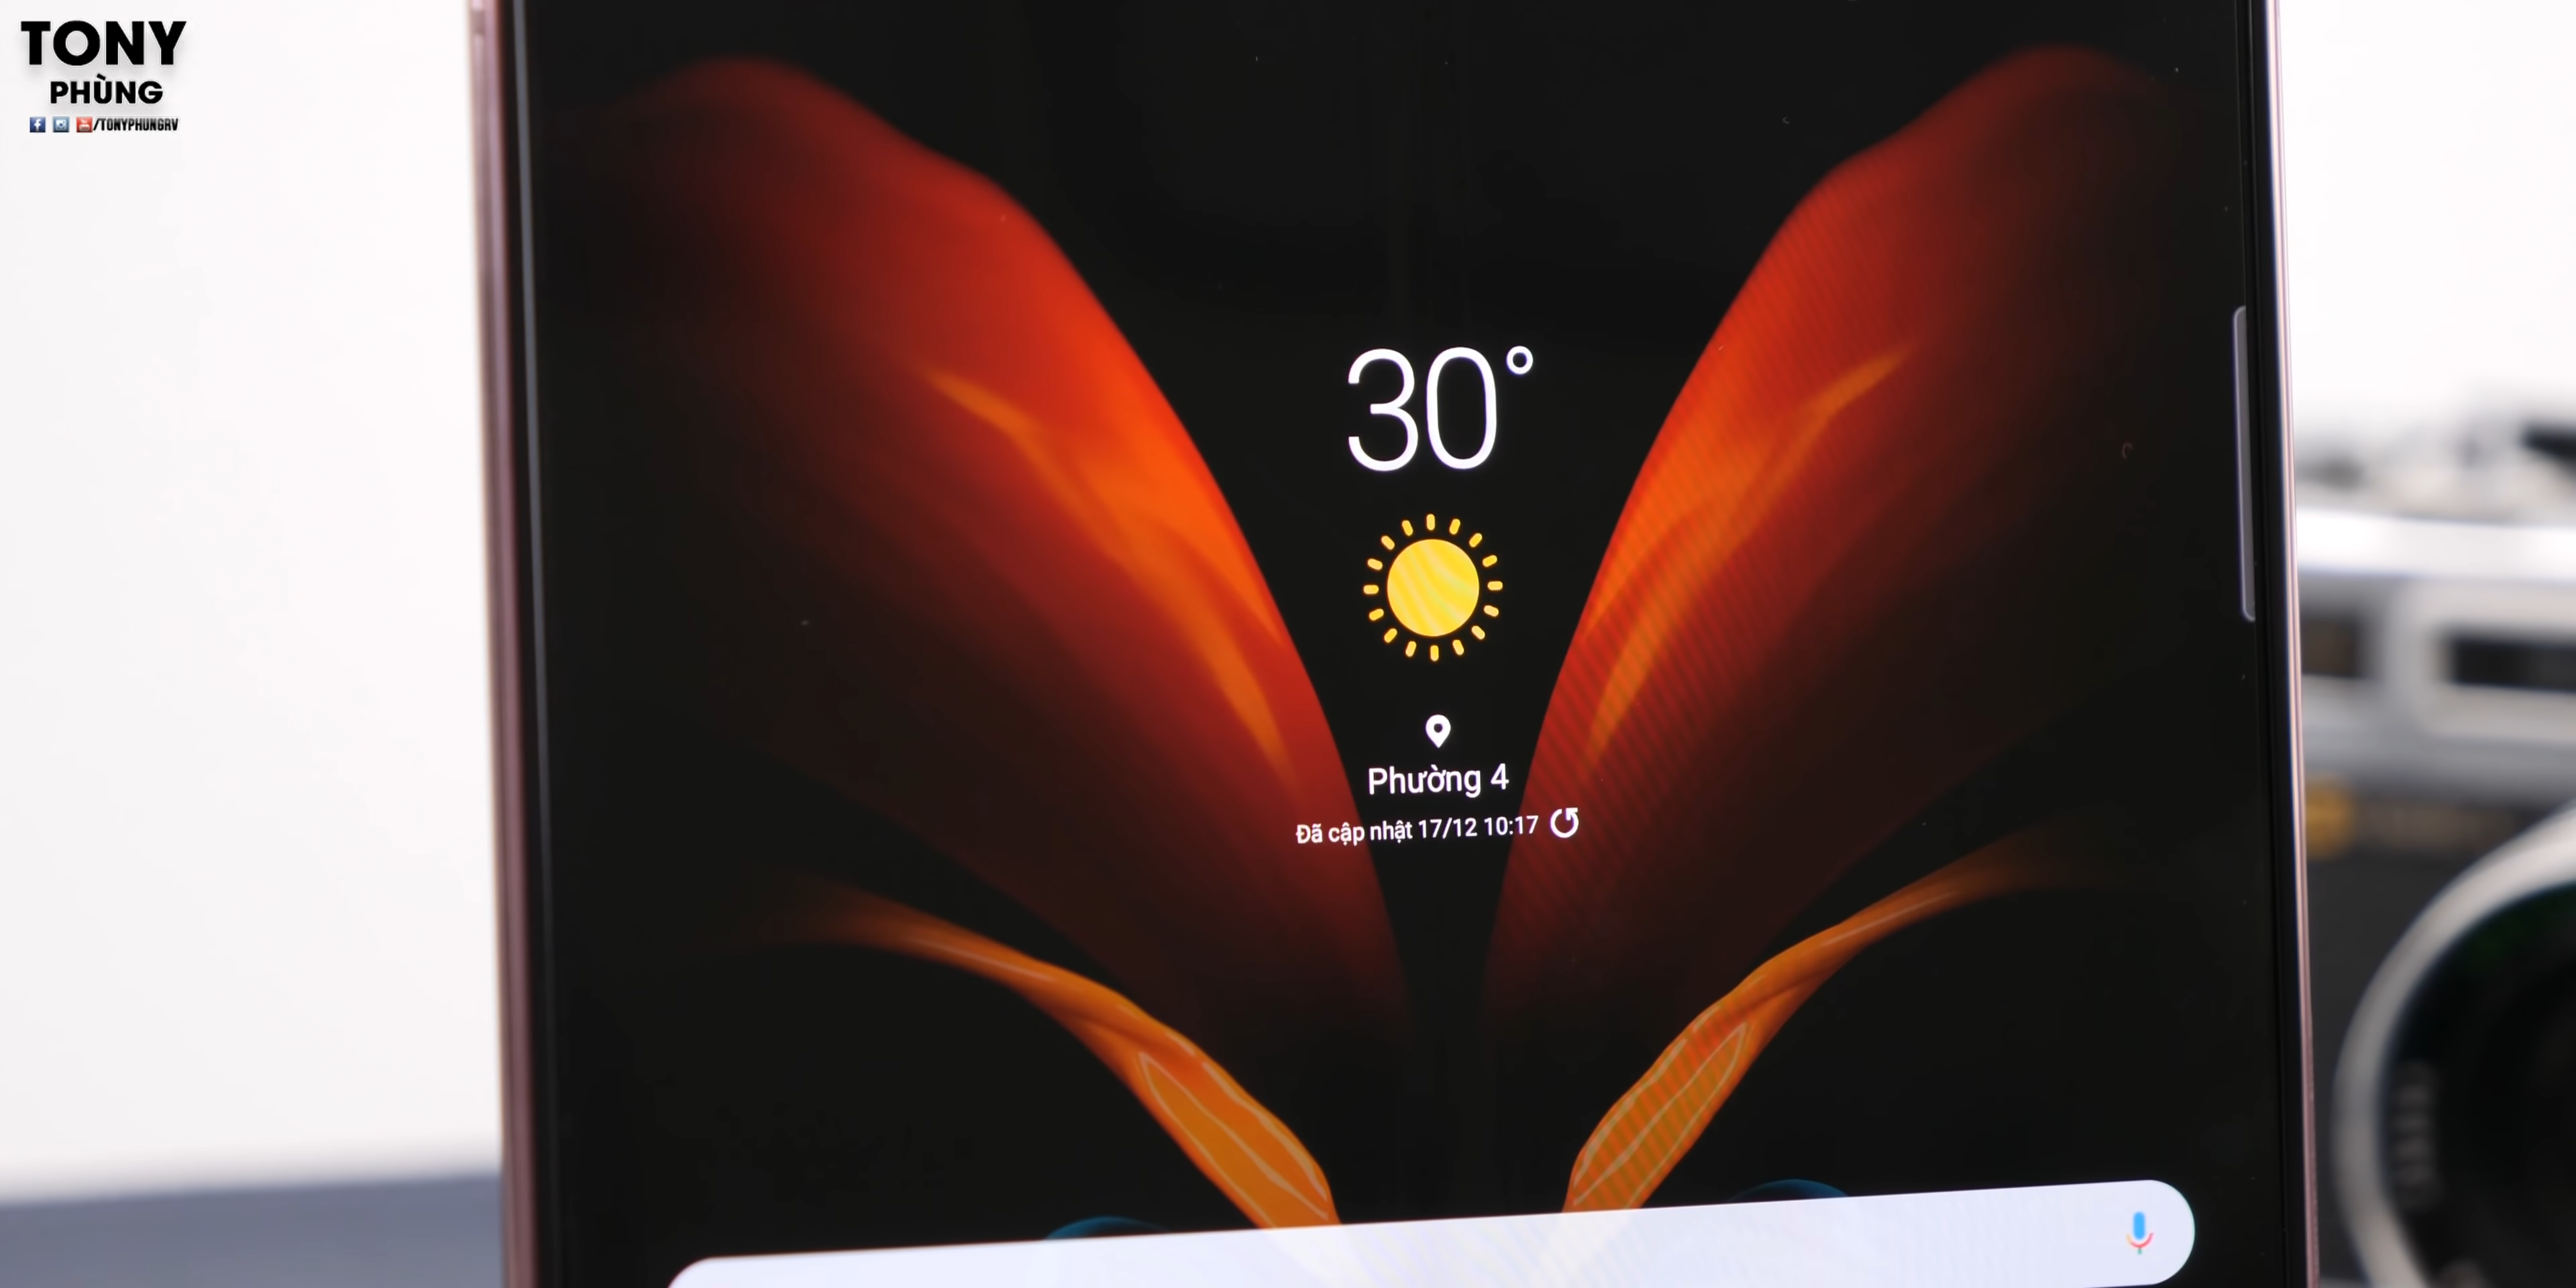 TONY
PHÙNG
/TONYPHUNGRV
30°
Phường 4
Đã cập nhật 17/12 10:17